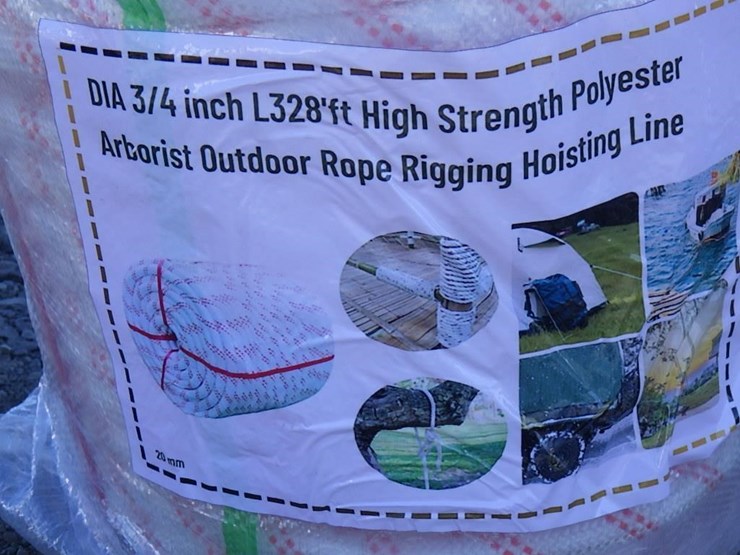 DIA 3/4 inch L328'ft High Strength Polyester
Arborist Outdoor Rope Rigging Hoisting Line
20 mm